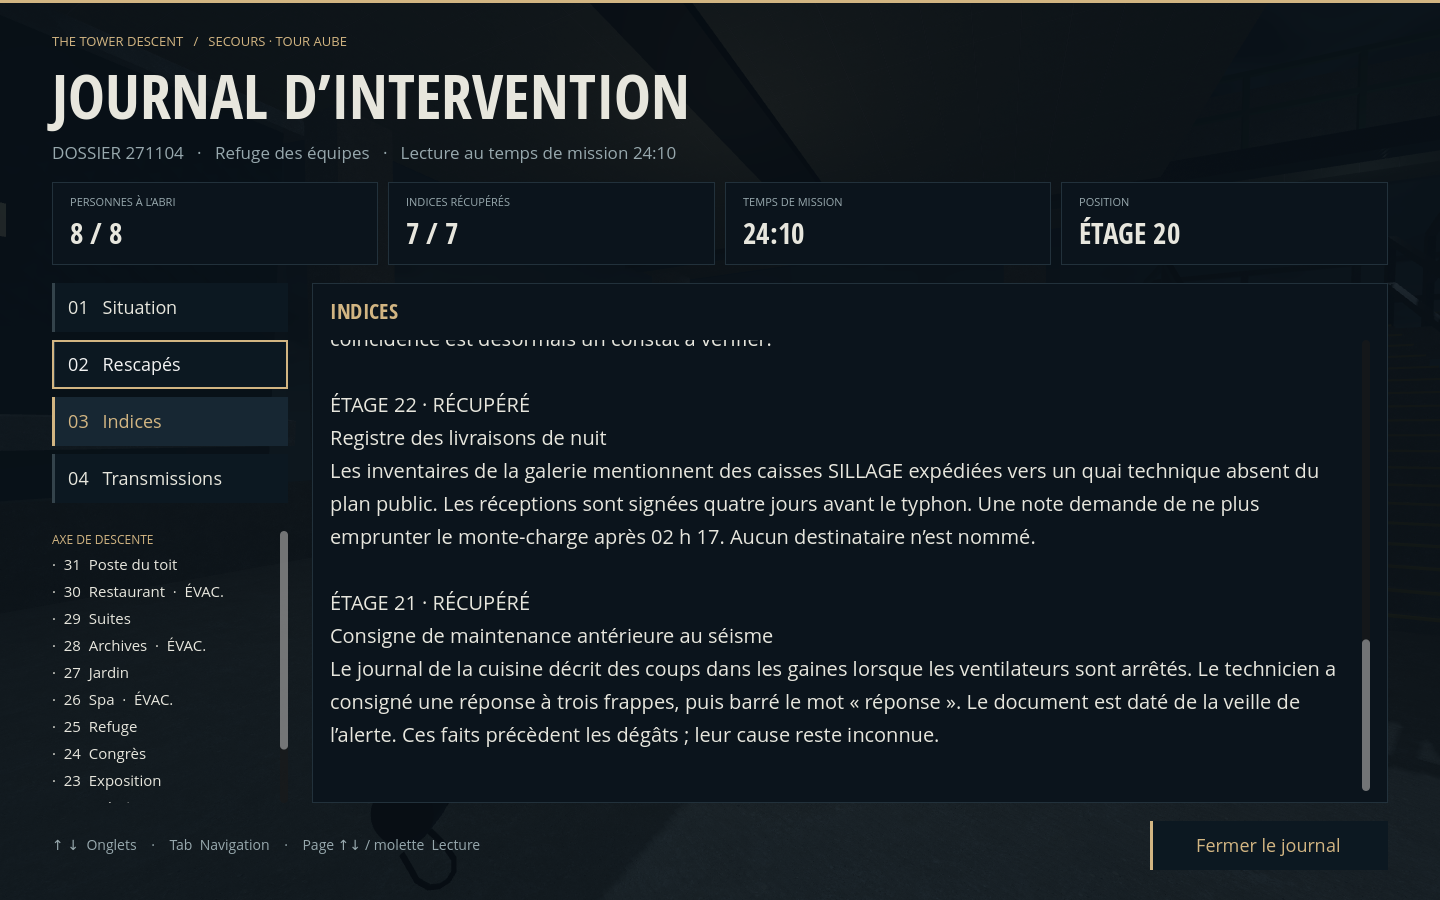 THE TOWER DESCENT / SECOURS · TOUR AUBE
JOURNAL D’INTERVENTION
DOSSIER 271104 · Refuge des équipes · Lecture au temps de mission 24:10
PERSONNES À L’ABRI
8 / 8
INDICES RÉCUPÉRÉS
7 / 7
TEMPS DE MISSION
24:10
POSITION
ÉTAGE 20
01 Situation
02 Rescapés
03 Indices
04 Transmissions
AXE DE DESCENTE
· 31 Poste du toit
· 30 Restaurant · ÉVAC.
· 29 Suites
· 28 Archives · ÉVAC.
· 27 Jardin
· 26 Spa · ÉVAC.
· 25 Refuge
· 24 Congrès
· 23 Exposition
INDICES
coïncidence est désormais un constat à vérifier.
ÉTAGE 22 · RÉCUPÉRÉ
Registre des livraisons de nuit
Les inventaires de la galerie mentionnent des caisses SILLAGE expédiées vers un quai technique absent du
plan public. Les réceptions sont signées quatre jours avant le typhon. Une note demande de ne plus
emprunter le monte-charge après 02 h 17. Aucun destinataire n’est nommé.
ÉTAGE 21 · RÉCUPÉRÉ
Consigne de maintenance antérieure au séisme
Le journal de la cuisine décrit des coups dans les gaines lorsque les ventilateurs sont arrêtés. Le technicien a
consigné une réponse à trois frappes, puis barré le mot « réponse ». Le document est daté de la veille de
l’alerte. Ces faits précèdent les dégâts ; leur cause reste inconnue.
↑ ↓ Onglets · Tab Navigation · Page ↑↓ / molette Lecture
Fermer le journal